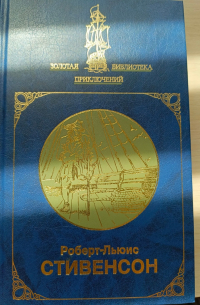 ЗОЛОТАЯ БИБЛИОТЕКА
ПРИКЛЮЧЕНИЙ
Роберт-Льюис
СТИВЕНСОН